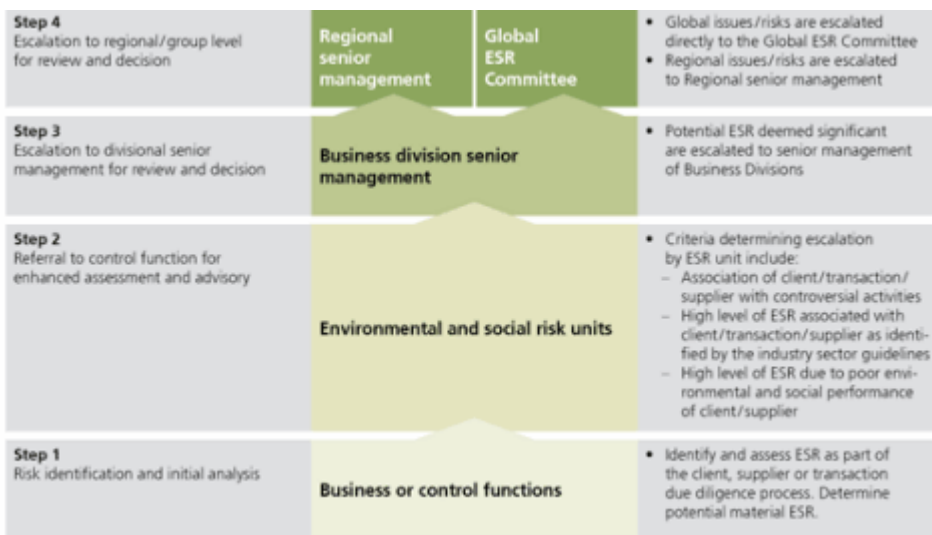 Step 4
Escalation to regional/group level
for review and decision
Regional
senior
management
Global
ESR
Committee
• Global issues/risks are escalated
directly to the Global ESR Committee
• Regional issues/risks are escalated
to Regional senior management
Step 3
Escalation to divisional senior
management for review and decision
Business division senior
management
• Potential ESR deemed significant
are escalated to senior management
of Business Divisions
Step 2
Referral to control function for
enhanced assessment and advisory
Environmental and social risk units
• Criteria determining escalation
by ESR unit include:
– Association of client/transaction/
supplier with controversial activities
– High level of ESR associated with
client/transaction/supplier as identi-
fied by the industry sector guidelines
– High level of ESR due to poor envi-
ronmental and social performance
of client/supplier
Step 1
Risk identification and initial analysis
Business or control functions
• Identify and assess ESR as part of
the client, supplier or transaction
due diligence process. Determine
potential material ESR.